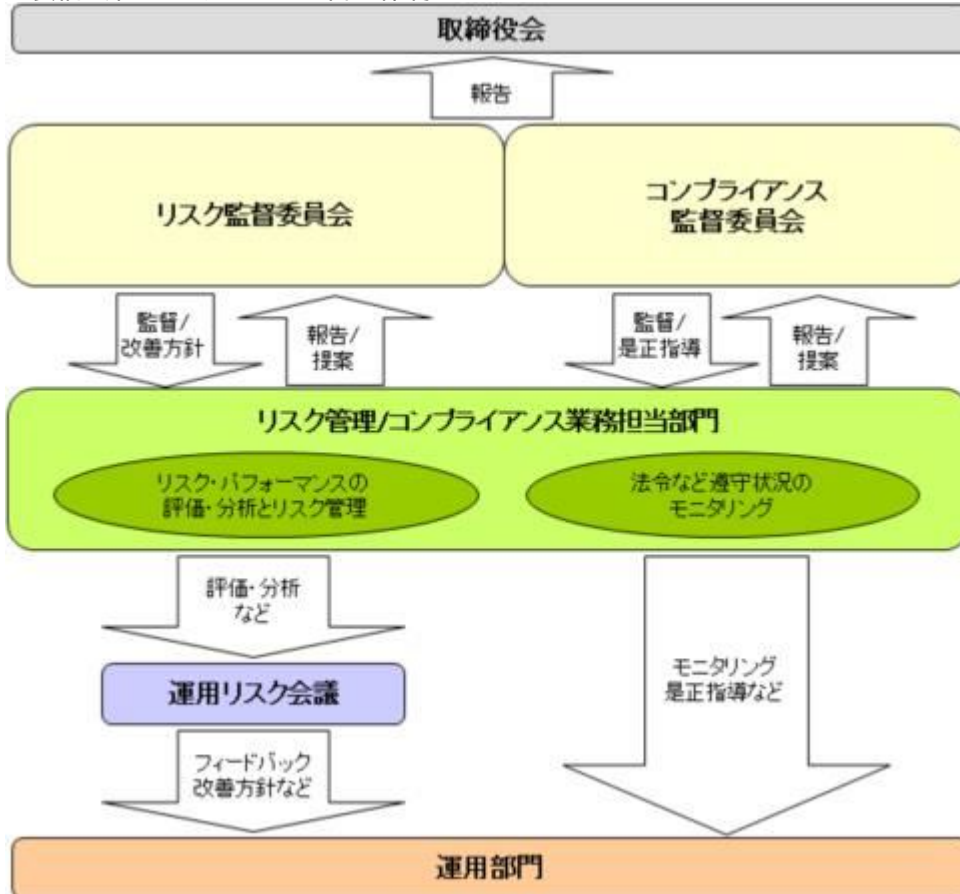 取締役会
報告
リスク監督委員会
コンプライアンス
監督委員会
監督/
改善方針
報告/
提案
監督/
是正指導
報告/
提案
リスク管理/コンプライアンス業務担当部門
リスク・パフォーマンスの
評価・分析とリスク管理
法令など遵守状況の
モニタリング
評価・分析
など
運用リスク会議
モニタリング
是正指導など
フィードバック
改善方針など
運用部門